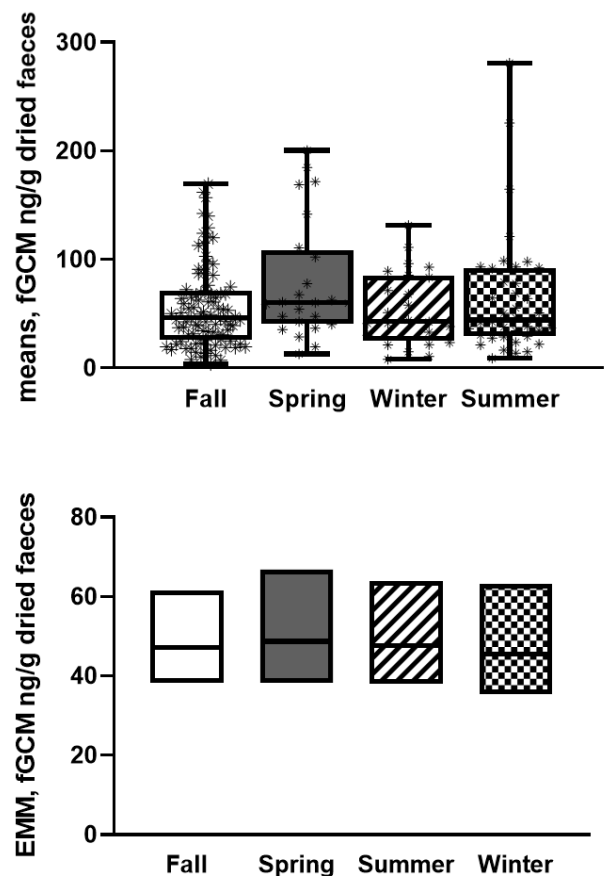 means, fGCM ng/g dried faeces
300
200
100
0
Fall Spring Winter Summer
EMM, fGCM ng/g dried faeces
80
60
40
20
0
Fall Spring Summer Winter